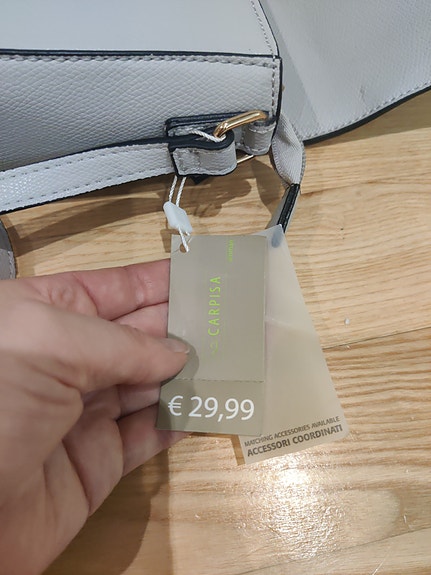 CARPISA
€ 29,99
MATCHING ACCESSORIES AVAILABLE
ACCESSORI COORDINATI